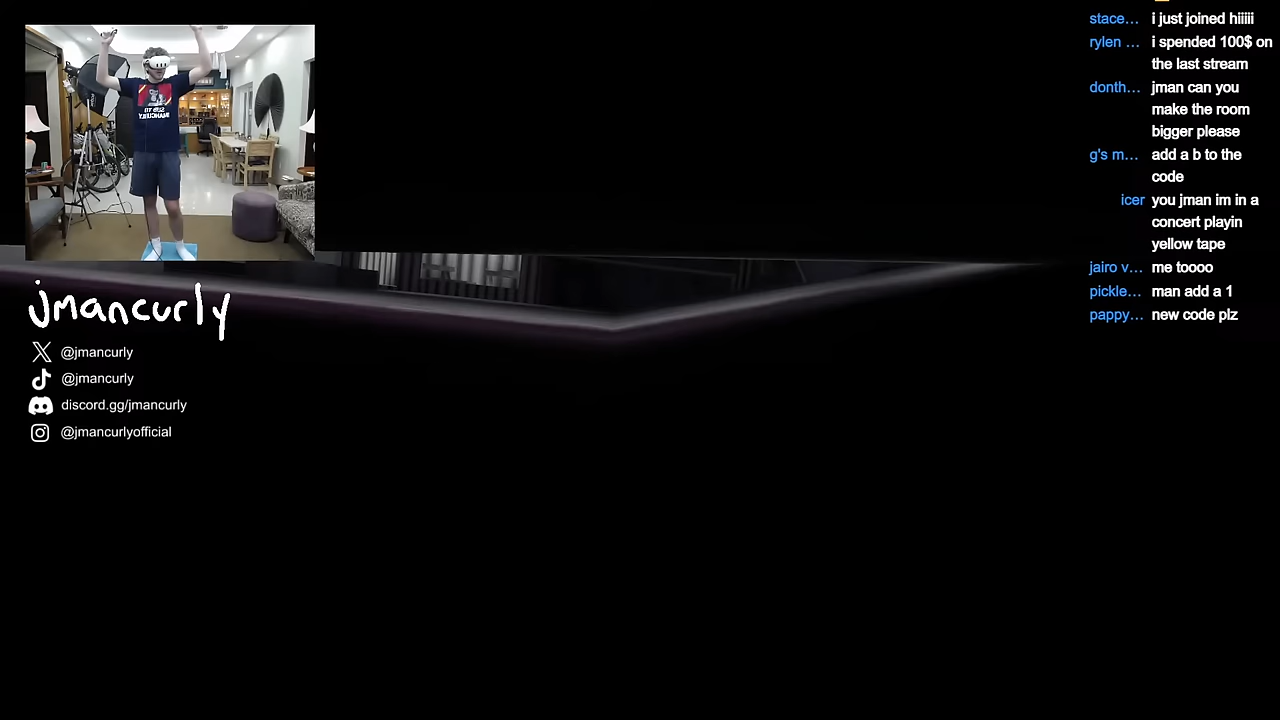 stace… i just joined hiiiii
rylen … i spended 100$ on
the last stream
donth… jman can you
make the room
bigger please
g's m… add a b to the
code
icer you jman im in a
concert playin
yellow tape
jairo v… me toooo
pickle… man add a 1
pappy… new code plz
jmancurly
@jmancurly
@jmancurly
discord.gg/jmancurly
@jmancurlyofficial